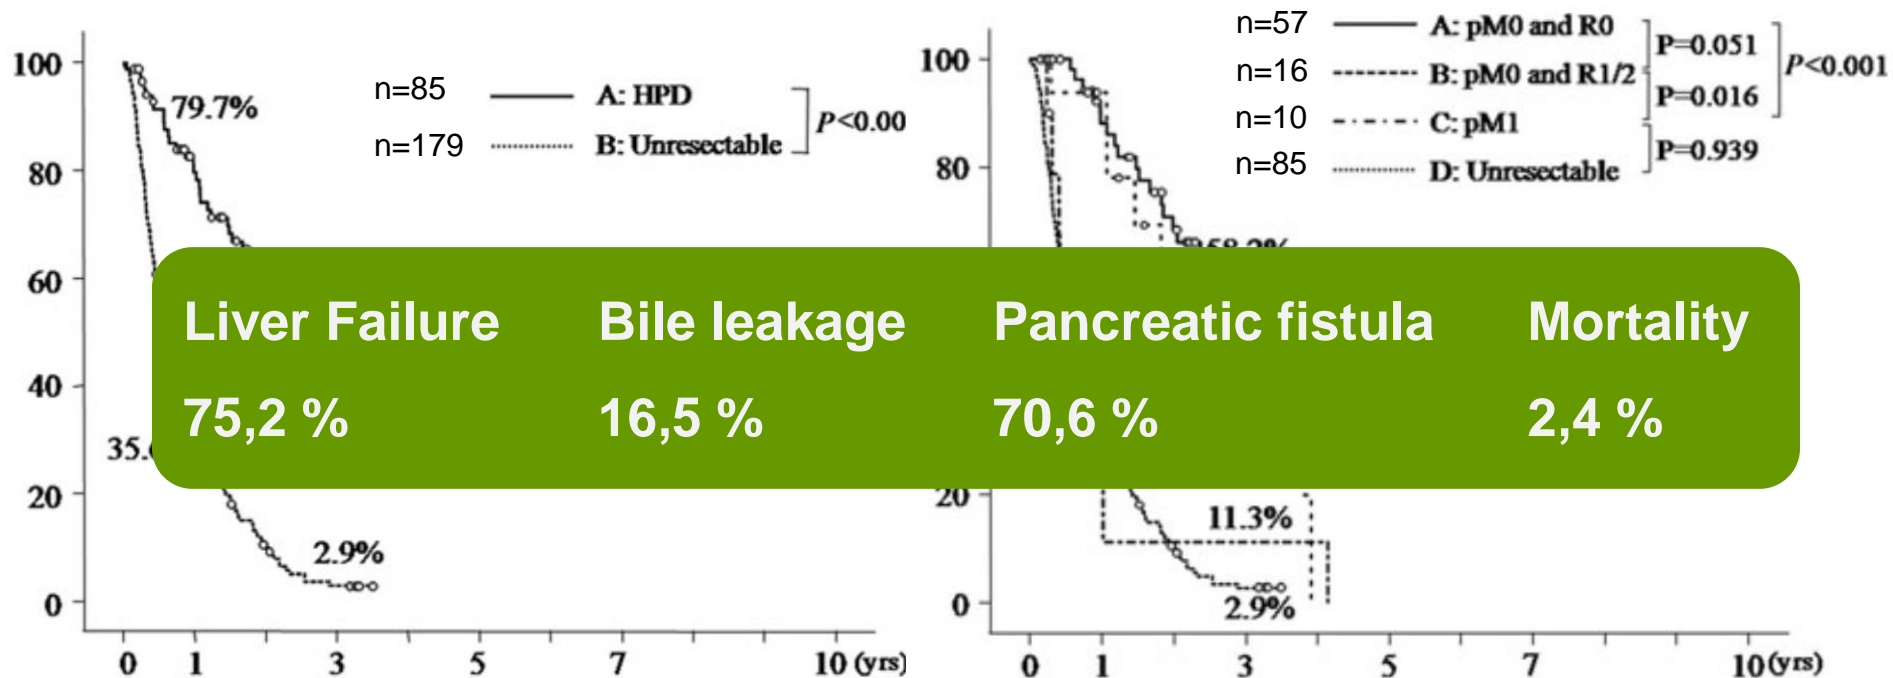 100
80
60
40
20
0
79.7%
n=85
A: HPD
n=179
B: Unresectable
P<0.00
2.9%
0 1 3 5 7 10 (yrs)
100
80
20
0
n=57
A: pM0 and R0
n=16
B: pM0 and R1/2
n=10
C: pM1
n=85
D: Unresectable
P=0.051
P=0.016
P=0.939
P<0.001
11.3%
2.9%
0 1 3 7 10(yrs)
Liver Failure Bile leakage Pancreatic fistula Mortality
75,2 % 16,5 % 70,6 % 2,4 %